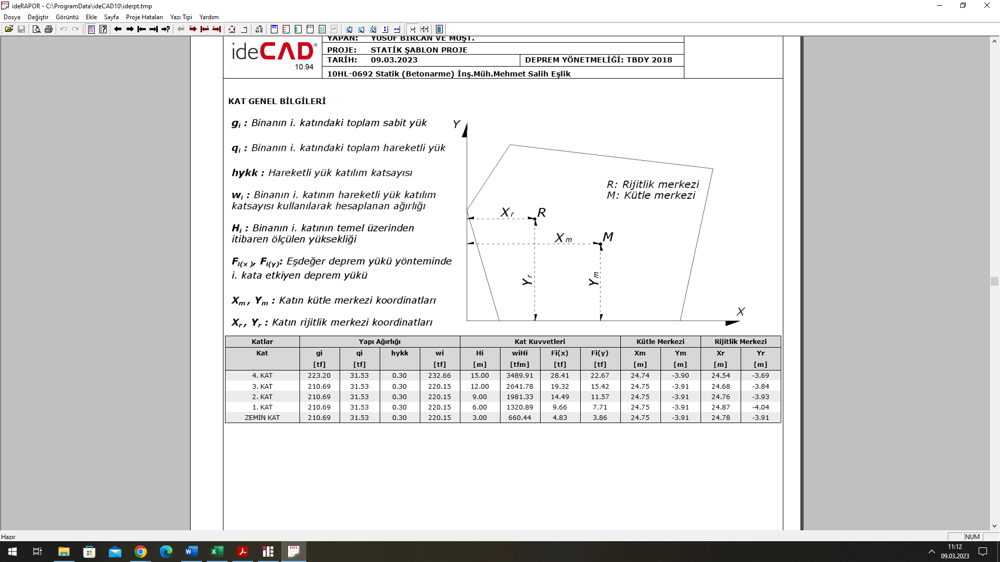 ideRAPOR - C:\ProgramData\ideCAD10\iderpt.tmp
Dosya Değiştir Görüntü Ekle Sayfa Proje Hataları Yazı Tipi Yardım
YAPAN: YUSUF BİRCAN VE MÜŞT.
ideCAD®
10.94
PROJE: STATİK ŞABLON PROJE
TARİH: 09.03.2023 DEPREM YÖNETMELİĞİ: TBDY 2018
10HL-0692 Statik (Betonarme) İnş.Müh.Mehmet Salih Eşlik
KAT GENEL BİLGİLERİ
gi : Binanın i. katındaki toplam sabit yük
qi : Binanın i. katındaki toplam hareketli yük
hykk : Hareketli yük katılım katsayısı
wi : Binanın i. katının hareketli yük katılım
katsayısı kullanılarak hesaplanan ağırlığı
Hi : Binanın i. katının temel üzerinden
itibaren ölçülen yüksekliği
Fi(x), Fi(y): Eşdeğer deprem yükü yönteminde
i. kata etkiyen deprem yükü
Xm, Ym : Katın kütle merkezi koordinatları
Xr, Yr : Katın rijitlik merkezi koordinatları
Y
R: Rijitlik merkezi
M: Kütle merkezi
Xr R
Xm M
Yr Ym
X
Katlar Yapı Ağırlığı Kat Kuvvetleri Kütle Merkezi Rijitlik Merkezi
Kat gi qi hykk wi Hi wiHi Fi(x) Fi(y) Xm Ym Xr Yr
[tf] [tf] [tf] [m] [tfm] [tf] [tf] [m] [m] [m] [m]
4. KAT 223.20 31.53 0.30 232.66 15.00 3489.91 28.41 22.67 24.74 -3.90 24.54 -3.69
3. KAT 210.69 31.53 0.30 220.15 12.00 2641.78 19.32 15.42 24.75 -3.91 24.68 -3.84
2. KAT 210.69 31.53 0.30 220.15 9.00 1981.33 14.49 11.57 24.75 -3.91 24.76 -3.93
1. KAT 210.69 31.53 0.30 220.15 6.00 1320.89 9.66 7.71 24.75 -3.91 24.87 -4.04
ZEMİN KAT 210.69 31.53 0.30 220.15 3.00 660.44 4.83 3.86 24.75 -3.91 24.78 -3.91
Hazır NUM
11:12
09.03.2023